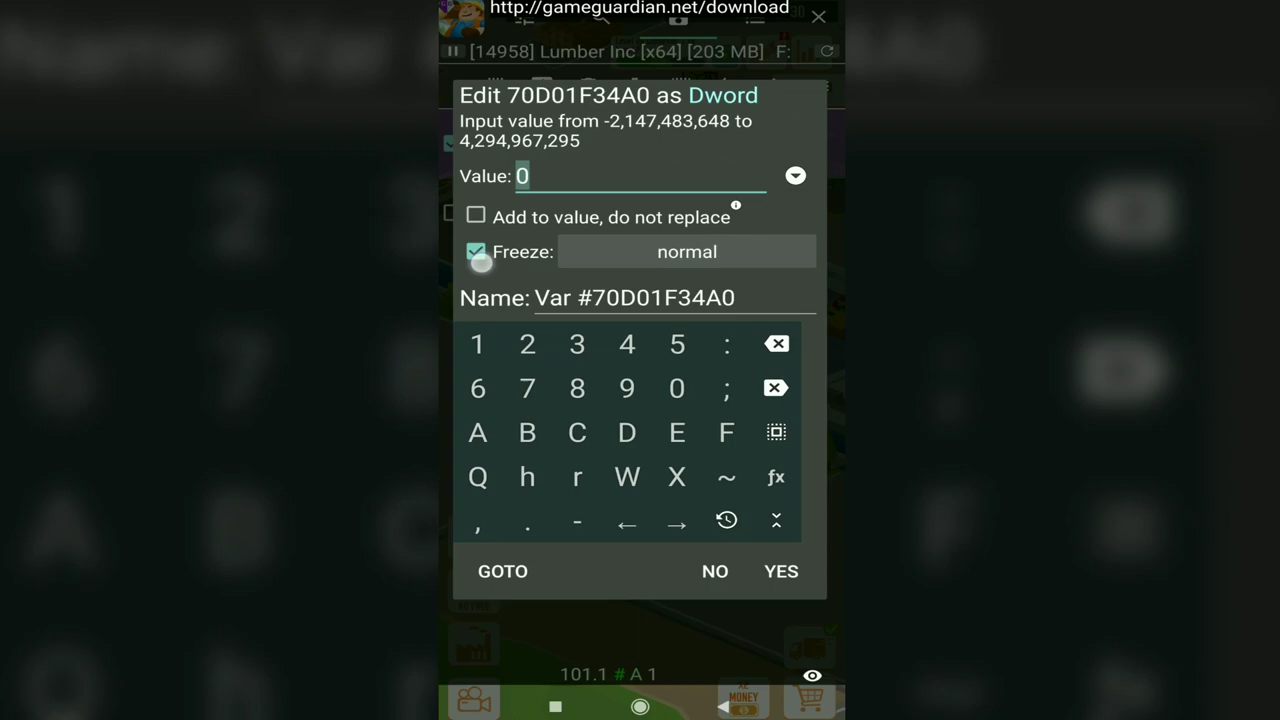 http://gameguardian.net/download
[14958] Lumber Inc [x64] [203 MB] F:
Edit 70D01F34A0 as Dword
Input value from -2,147,483,648 to
4,294,967,295
Value: 0
Add to value, do not replace
Freeze: normal
Name: Var #70D01F34A0
1 2 3 4 5 :
6 7 8 9 0 ;
A B C D E F
Q h r W X ~ ƒx
, . - ← →
GOTO NO YES
101.1 # A 1
MONEY